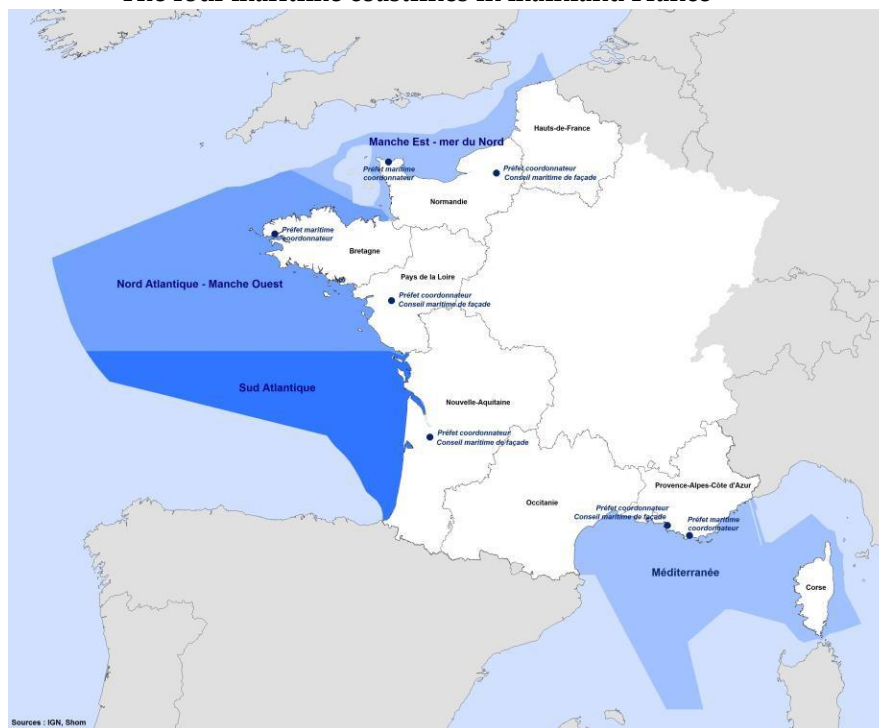 The four maritime coastlines in mainland France
Hauts-de-France
Manche Est - mer du Nord
Préfet maritime
coordonnateur
Préfet coordonnateur
Conseil maritime de façade
Normandie
Préfet maritime
coordonnateur
Bretagne
Pays de la Loire
Nord Atlantique - Manche Ouest
Préfet coordonnateur
Conseil maritime de façade
Sud Atlantique
Nouvelle-Aquitaine
Préfet coordonnateur
Conseil maritime de façade
Provence-Alpes-Côte d'Azur
Occitanie
Préfet coordonnateur
Conseil maritime de façade
Préfet maritime
coordonnateur
Méditerranée
Corse
Sources : IGN, Shom